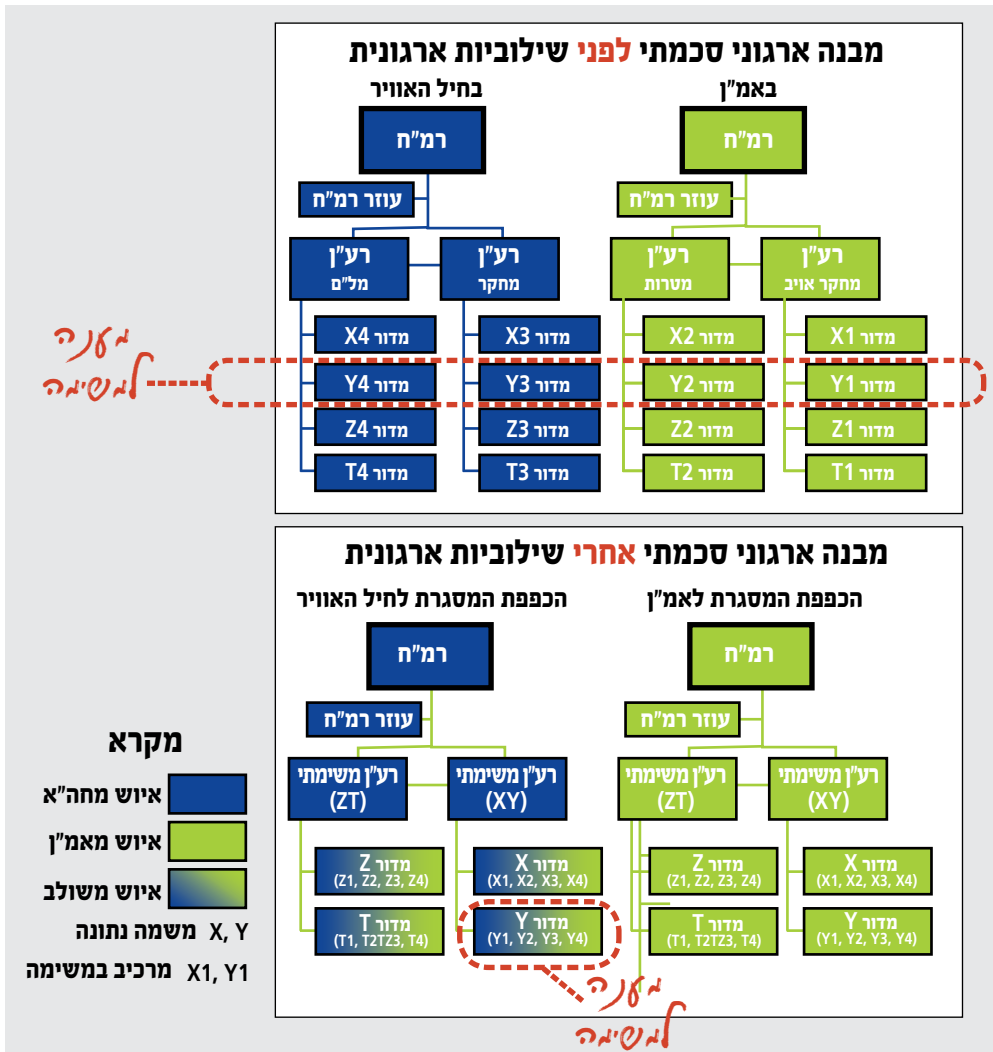 מבנה ארגוני סכמתי לפני שילוביות ארגונית
באמ"ן
רמ"ח
עוזר רמ"ח
רע"ן
מחקר אויב
רע"ן
מטרות
מדור X1
מדור Y1
מדור Z1
מדור T1
מדור X2
מדור Y2
מדור Z2
מדור T2
בחיל האוויר
רמ"ח
עוזר רמ"ח
רע"ן
מחקר
רע"ן
מל"ם
מדור X3
מדור Y3
מדור Z3
מדור T3
מדור X4
מדור Y4
מדור Z4
מדור T4
מענה
למשימה
מבנה ארגוני סכמתי אחרי שילוביות ארגונית
הכפפת המסגרת לאמ"ן
רמ"ח
עוזר רמ"ח
רע"ן משימתי
(XY)
רע"ן משימתי
(ZT)
מדור X
(X1, X2, X3, X4)
מדור Y
(Y1, Y2, Y3, Y4)
מדור Z
(Z1, Z2, Z3, Z4)
מדור T
(T1, T2TZ3, T4)
הכפפת המסגרת לחיל האוויר
רמ"ח
עוזר רמ"ח
רע"ן משימתי
(XY)
רע"ן משימתי
(ZT)
מדור X
(X1, X2, X3, X4)
מדור Y
(Y1, Y2, Y3, Y4)
מדור Z
(Z1, Z2, Z3, Z4)
מדור T
(T1, T2TZ3, T4)
מענה
למשימה
מקרא
איוש מחה"א
איוש מאמ"ן
איוש משולב
X, Y משמה נתונה
X1, Y1 מרכיב במשימה